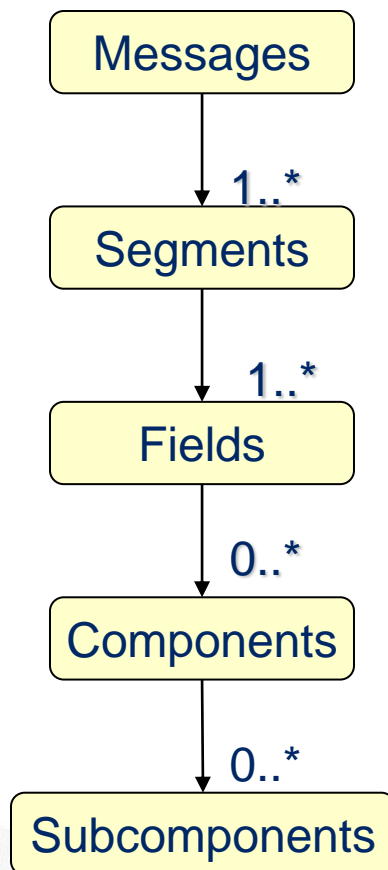 Messages
1..*
Segments
1..*
Fields
0..*
Components
0..*
Subcomponents